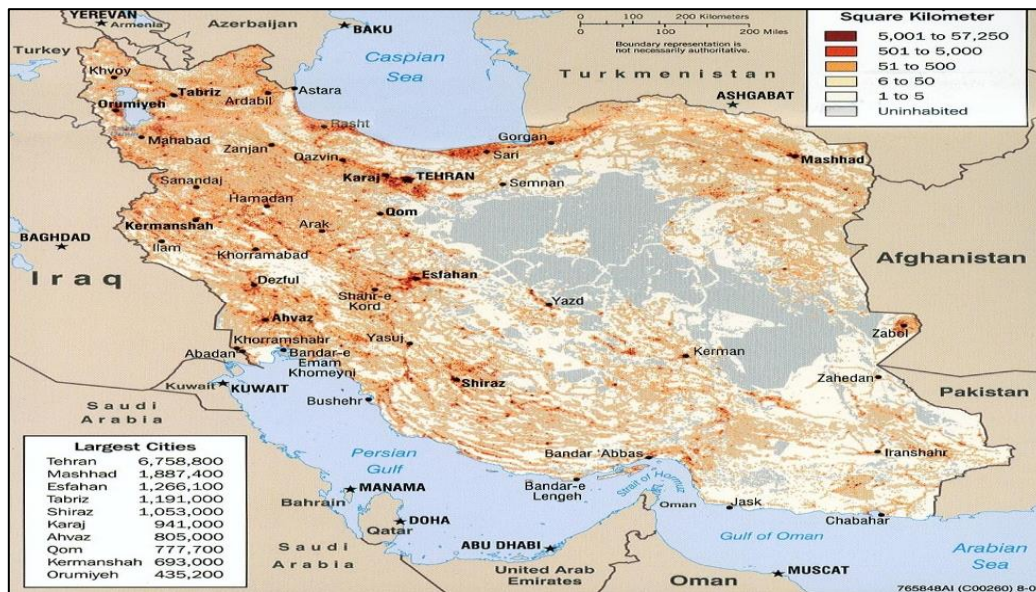 YEREVAN
Armenia
Azerbaijan
BAKU
Turkey
Caspian
Sea
0 100 200 Kilometers
0 100 200 Miles
Boundary representation is
not necessarily authoritative.
Square Kilometer
5,001 to 57,250
501 to 5,000
51 to 500
6 to 50
1 to 5
Uninhabited
Turkmenistan
ASHGABAT
Khvoy
Tabriz
Ardabil
Astara
Orumiyeh
Mahabad
Rasht
Zanjan
Qazvin
Gorgan
Sari
Mashhad
Karaj
TEHRAN
Semnan
Sanandaj
Hamadan
Qom
Kermanshah
Arak
BAGHDAD
Ilam
Khorramabad
Iraq
Afghanistan
Dezful
Esfahan
Shahr-e
Kord
Yazd
Ahvaz
Zabel
Khorramshahr
Yasuj
Abadan
Bandar-e
Emam
Khomeyni
Kerman
Kuwait
KUWAIT
Shiraz
Zahedan
Pakistan
Bushehr
Saudi
Arabia
Largest Cities
Tehran 6,758,800
Mashhad 1,887,400
Esfahan 1,266,100
Tabriz 1,191,000
Shiraz 1,053,000
Karaj 941,000
Ahvaz 805,000
Qom 777,700
Kermanshah 693,000
Orumiyeh 435,200
Persian
Gulf
Bandar 'Abbas
Iranshahr
Bandar-e
Lengeh
Strait of Hormuz
MANAMA
Bahrain
Oman
Jask
Chabahar
Qatar
DOHA
Gulf of Oman
ABU DHABI
Saudi
Arabia
United Arab
Emirates
Oman
MUSCAT
Arabian
Sea
765848AI (C00260) 8-0